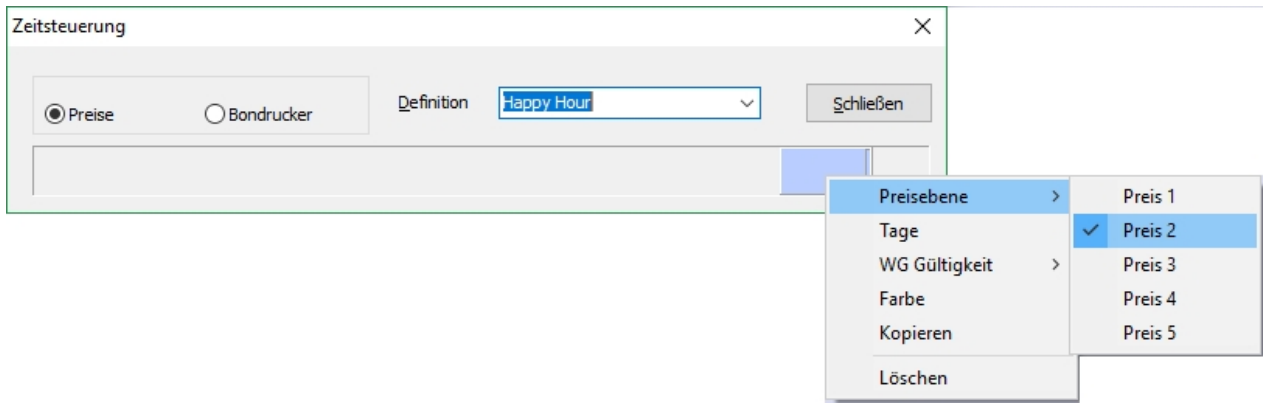 Zeitsteuerung
Preise
Bondrucker
Definition
Happy Hour
Schließen
Preisebene
Tage
WG Gültigkeit
Farbe
Kopieren
Löschen
Preis 1
Preis 2
Preis 3
Preis 4
Preis 5